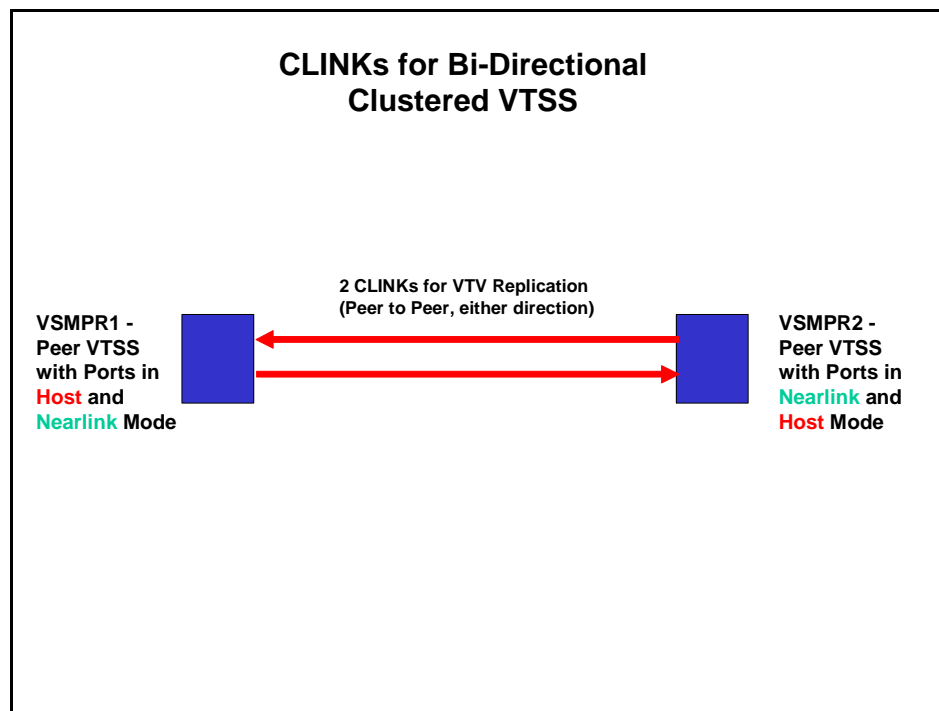 CLINKs for Bi-Directional
Clustered VTSS
2 CLINKs for VTV Replication
(Peer to Peer, either direction)
VSMPR1 -
Peer VTSS
with Ports in
Host and
Nearlink Mode
VSMPR2 -
Peer VTSS
with Ports in
Nearlink and
Host Mode